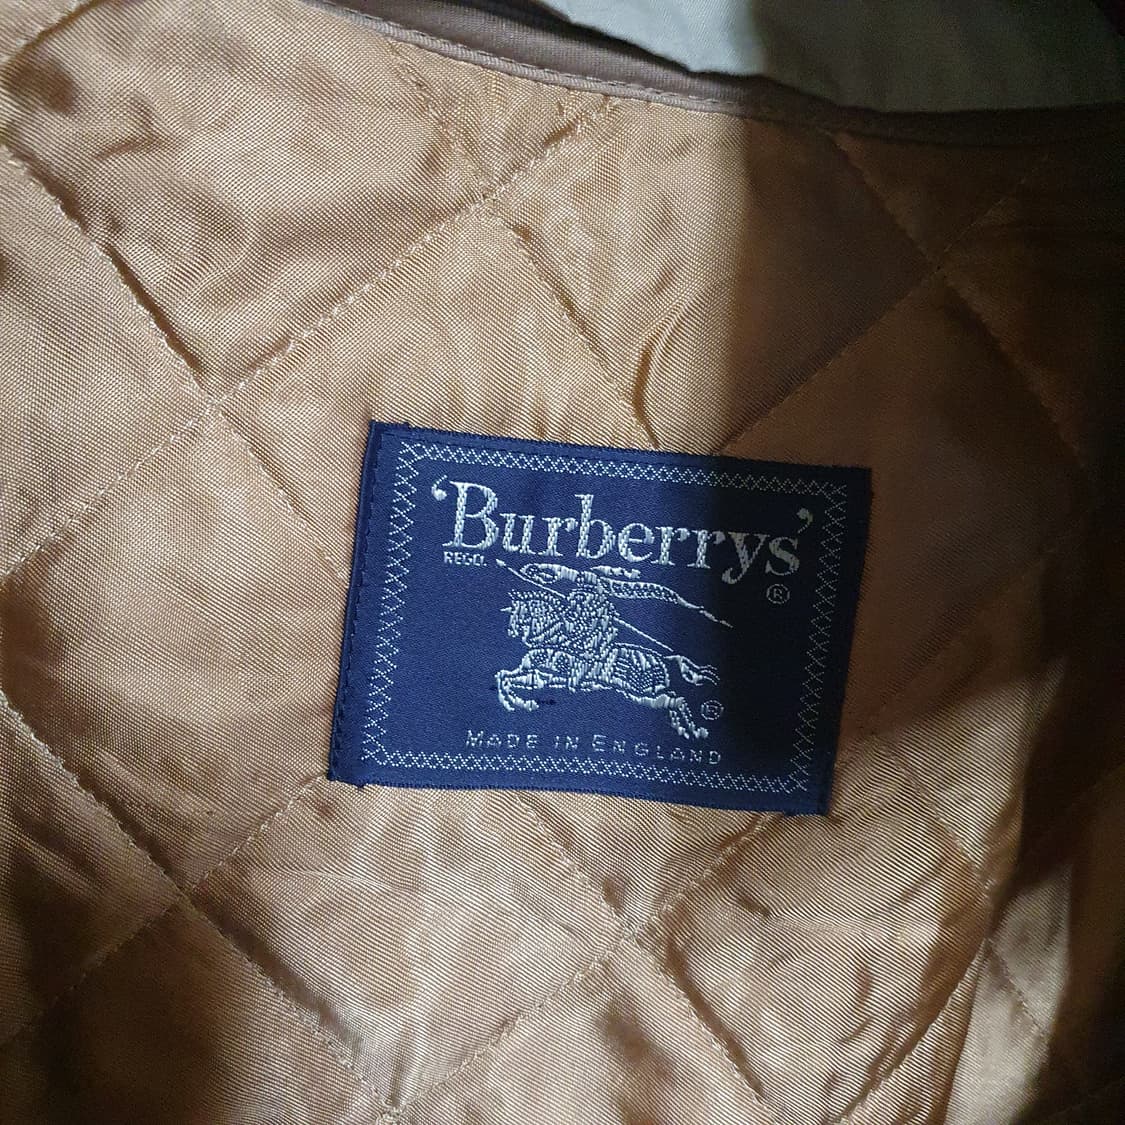 'Burberrys'
REGD. ®
®
MADE IN ENGLAND